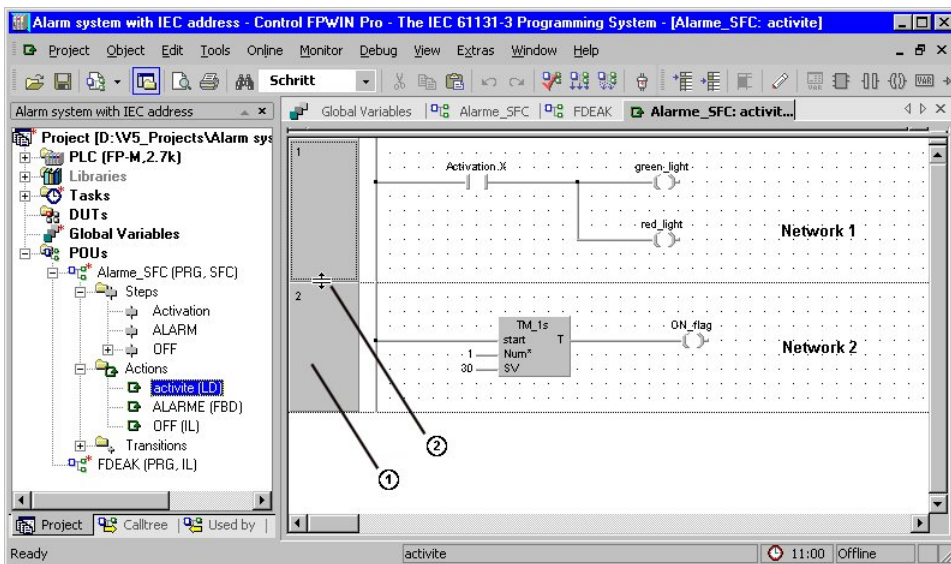 Alarm system with IEC address - Control FPWIN Pro - The IEC 61131-3 Programming System - [Alarme_SFC: activite]
Project Object Edit Tools Online Monitor Debug View Extras Window Help
Schritt
VAR
Alarm system with IEC address
Global Variables Alarme_SFC FDEAK Alarme_SFC: activit...
Project [D:\V5_Projects\Alarm sys
PLC (FP-M,2.7k)
Libraries
Tasks
DUTs
Global Variables
POUs
Alarme_SFC (PRG, SFC)
Steps
Activation
ALARM
OFF
Actions
activite (LD)
ALARME (FBD)
OFF (IL)
Transitions
FDEAK (PRG, IL)
Project Calltree Used by
1
Activation.X
green_light
red_light
Network 1
2
TM_1s
start T
1 Num*
30 SV
ON_flag
Network 2
2
1
Ready
activite
11:00 Offline